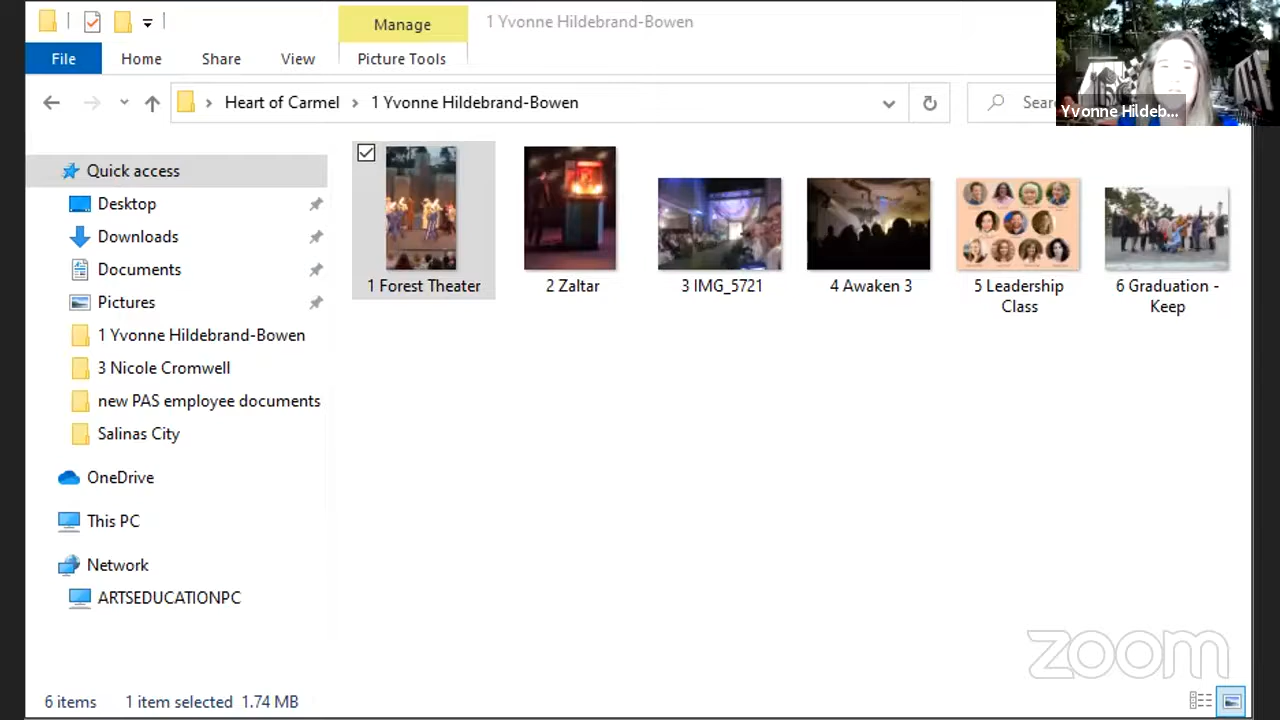 Manage
1 Yvonne Hildebrand-Bowen
File
Home
Share
View
Picture Tools
Heart of Carmel
1 Yvonne Hildebrand-Bowen
Sear
Yvonne Hildeb...
Quick access
Desktop
Downloads
Documents
Pictures
1 Yvonne Hildebrand-Bowen
3 Nicole Cromwell
new PAS employee documents
Salinas City
OneDrive
This PC
Network
ARTSEDUCATIONPC
1 Forest Theater
2 Zaltar
3 IMG_5721
4 Awaken 3
5 Leadership
Class
6 Graduation -
Keep
zoom
6 items
1 item selected 1.74 MB